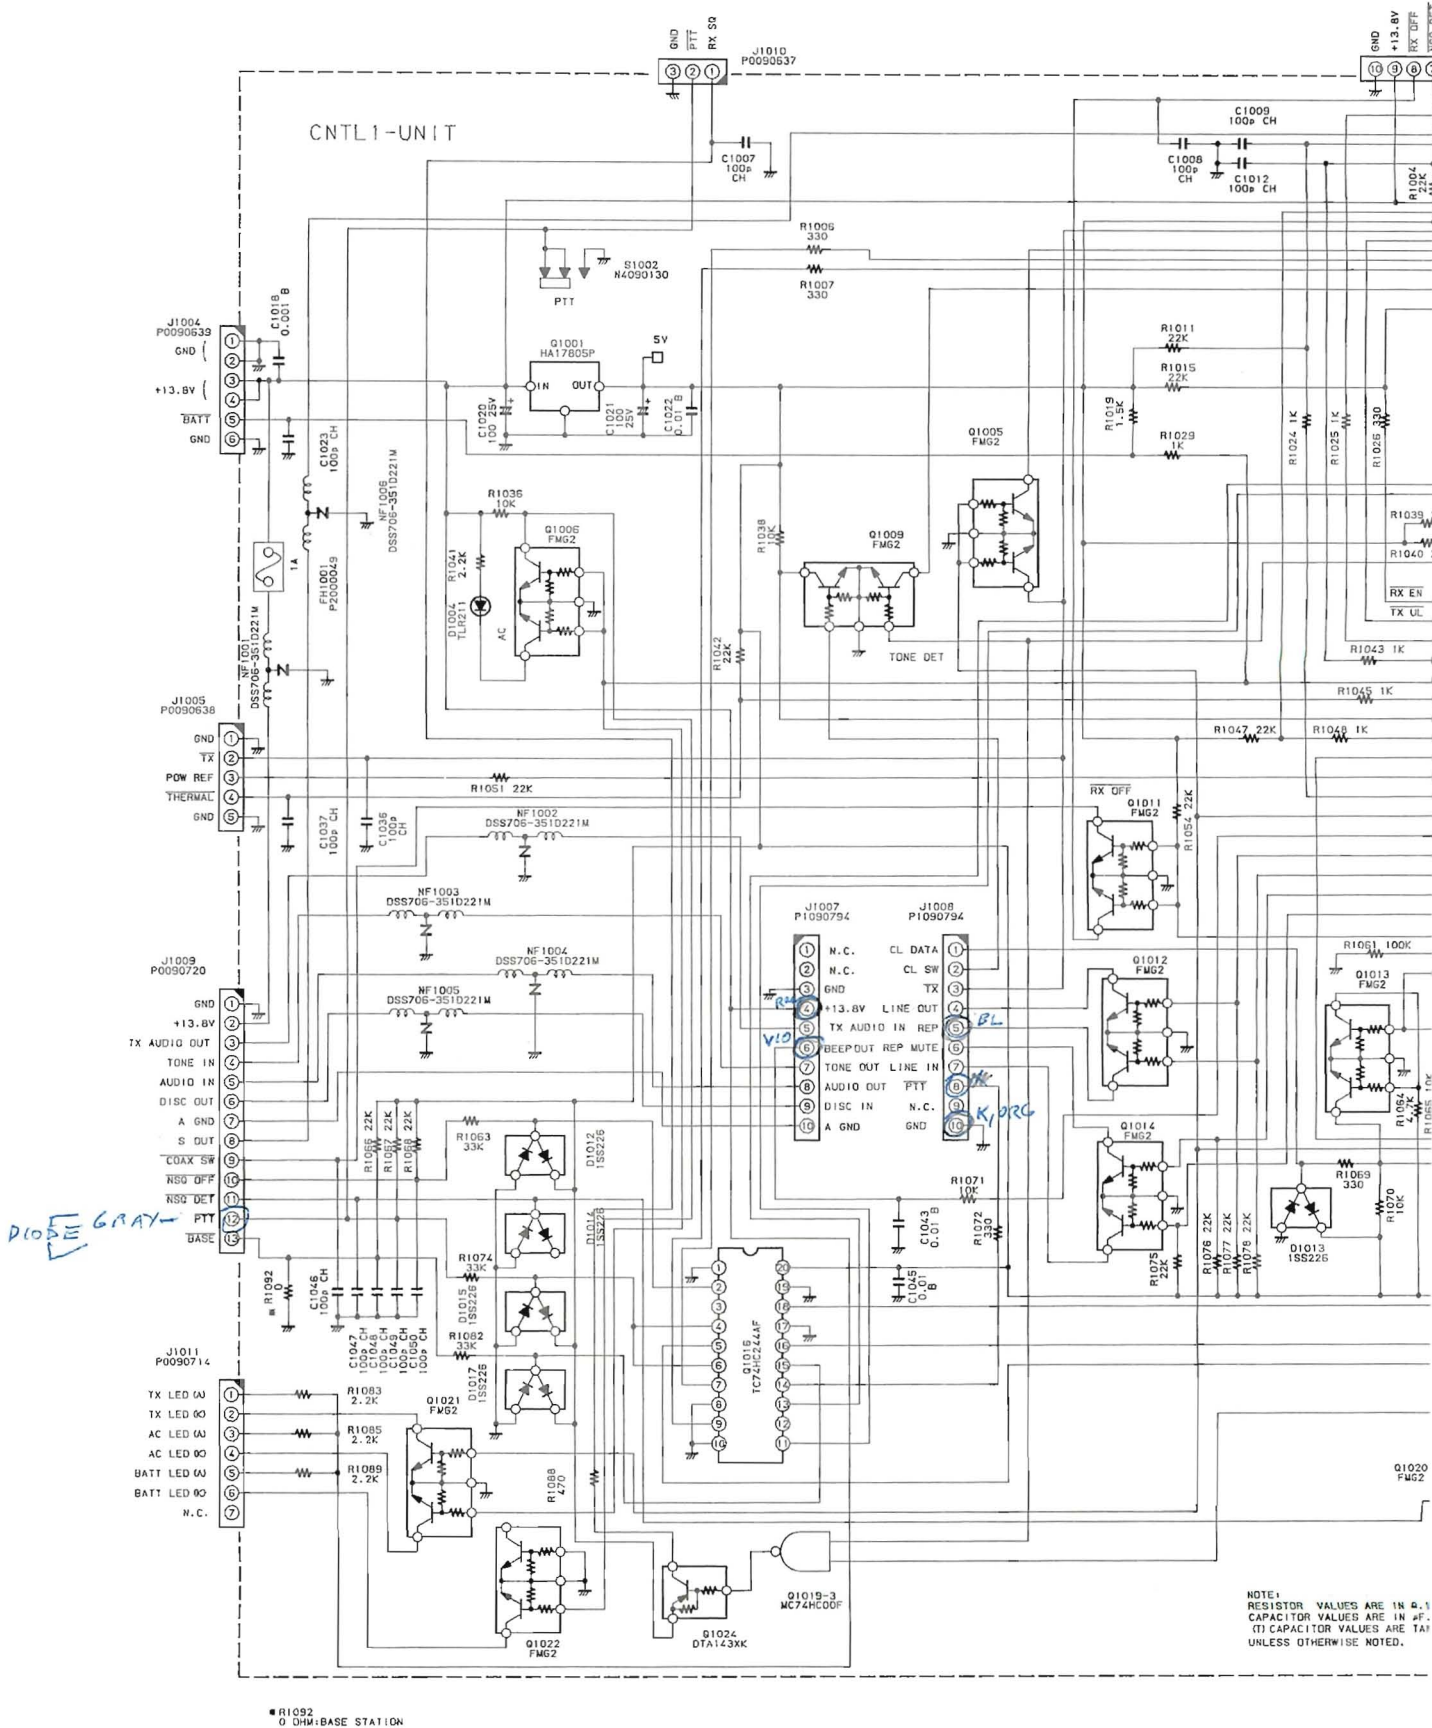 GND
PTT
RX SQ
J1010
P0090637
GND
+13.8V
RX OFF
CNTL1-UNIT
C1007
100p
CH
C1009
100p CH
C1008
100p
CH
C1012
100p CH
R1004
22K
R1006
330
R1007
330
S1002
N4090130
PTT
J1004
P0090639
GND (
+13.8V (
BATT
GND
C1018
0.001 B
Q1001
HA17805P
IN OUT
5V
C1020
100 25V
C1021
100
25V
C1022
0.01 B
R1011
22K
R1015
22K
R1019
1.5K
R1029
1K
R1024 1K
R1025 1K
R1026 330
C1023
100p CH
NF1006
DSS706-351D221M
1A
FH1001
P2000049
NF1001
DSS706-351D221M
R1036
10K
R1041
2.2K
D1004
TLR211
AC
Q1006
FMG2
R1038
10K
R1042
22K
Q1009
FMG2
TONE DET
Q1005
FMG2
R1039
R1040
RX EN
TX UL
R1043 1K
R1045 1K
R1047 22K
R1048 1K
J1005
P0090638
GND
TX
POW REF
THERMAL
GND
R1051 22K
C1037
100p CH
C1036
100p
CH
NF1002
DSS706-351D221M
NF1003
DSS706-351D221M
NF1004
DSS706-351D221M
NF1005
DSS706-351D221M
RX OFF
Q1011
FMG2
R1054 22K
J1007
P1090794
N.C.
N.C.
GND
+13.8V
TX AUDIO IN
BEEPOUT
TONE OUT
AUDIO OUT
DISC IN
A GND
VIO
J1008
P1090794
CL DATA
CL SW
TX
LINE OUT
REP
REP MUTE
LINE IN
PTT
N.C.
GND
BL
K,ORG
Q1012
FMG2
R1061 100K
Q1013
FMG2
R1064
4.7K
R1065 10K
Q1014
FMG2
J1009
P0090720
GND
+13.8V
TX AUDIO OUT
TONE IN
AUDIO IN
DISC OUT
A GND
S OUT
COAX SW
NSQ OFF
NSQ DET
PTT
BASE
DIODE GRAY
R1066 22K
R1067 22K
R1068 22K
R1063
33K
D1012
1SS226
D1014
1SS226
R1074
33K
D1015
1SS226
R1082
33K
D1017
1SS226
R1092
0
C1046
100p CH
C1047
100p CH
C1048
100p CH
C1049
100p CH
C1050
100p CH
R1071
10K
C1043
0.01 B
R1072
330
C1045
0.01
B
Q1016
TC74HC244AF
R1075
22K
R1076 22K
R1077 22K
R1078 22K
R1069
330
D1013
1SS226
R1070
10K
J1011
P0090714
TX LED (A)
TX LED (K)
AC LED (A)
AC LED (K)
BATT LED (A)
BATT LED (K)
N.C.
R1083
2.2K
R1085
2.2K
R1089
2.2K
Q1021
FMG2
R1088
470
Q1022
FMG2
Q1024
DTA143XK
Q1019-3
MC74HC00F
Q1020
FMG2
NOTE:
RESISTOR VALUES ARE IN Ω.
CAPACITOR VALUES ARE IN μF.
(T) CAPACITOR VALUES ARE
UNLESS OTHERWISE NOTED.
R1092
0 OHM:BASE STATION